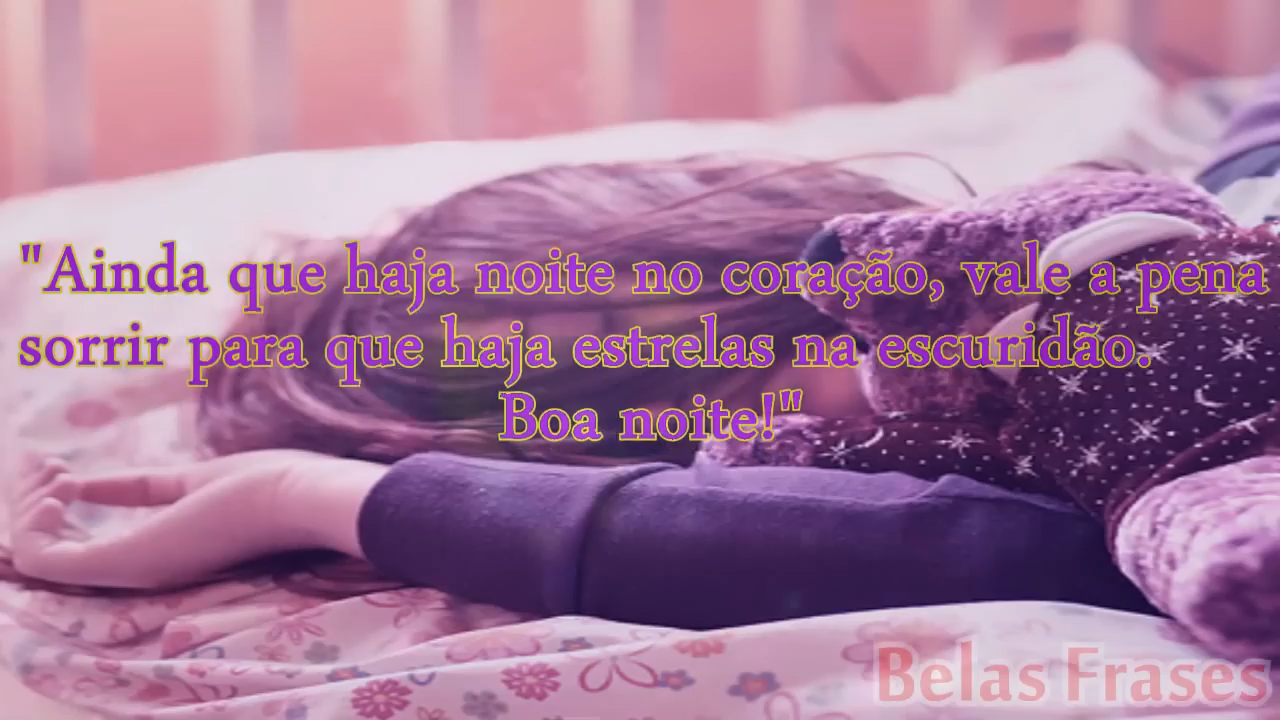 "Ainda que haja noite no coração, vale a pena
sorrir para que haja estrelas na escuridão.
Boa noite!"
Belas Frases